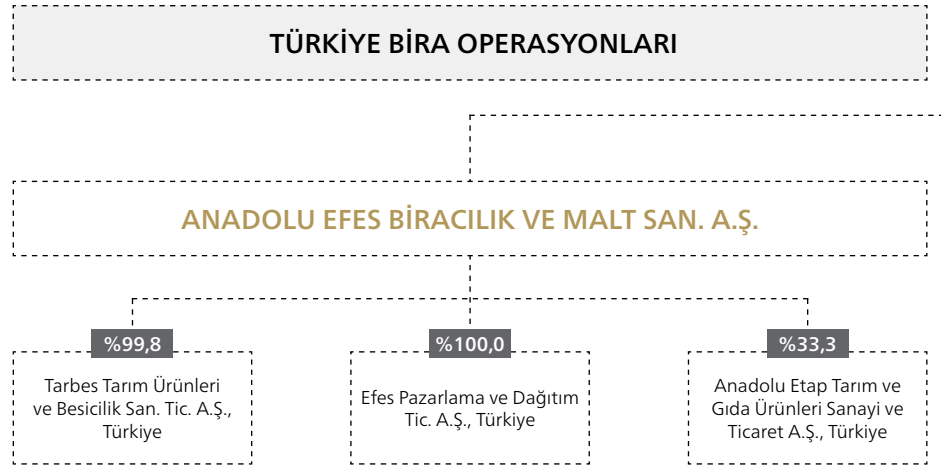 TÜRKİYE BİRA OPERASYONLARI
ANADOLU EFES BİRACILIK VE MALT SAN. A.Ş.
%99,8
Tarbes Tarım Ürünleri
ve Besicilik San. Tic. A.Ş.,
Türkiye
%100,0
Efes Pazarlama ve Dağıtım
Tic. A.Ş., Türkiye
%33,3
Anadolu Etap Tarım ve
Gıda Ürünleri Sanayi ve
Ticaret A.Ş., Türkiye